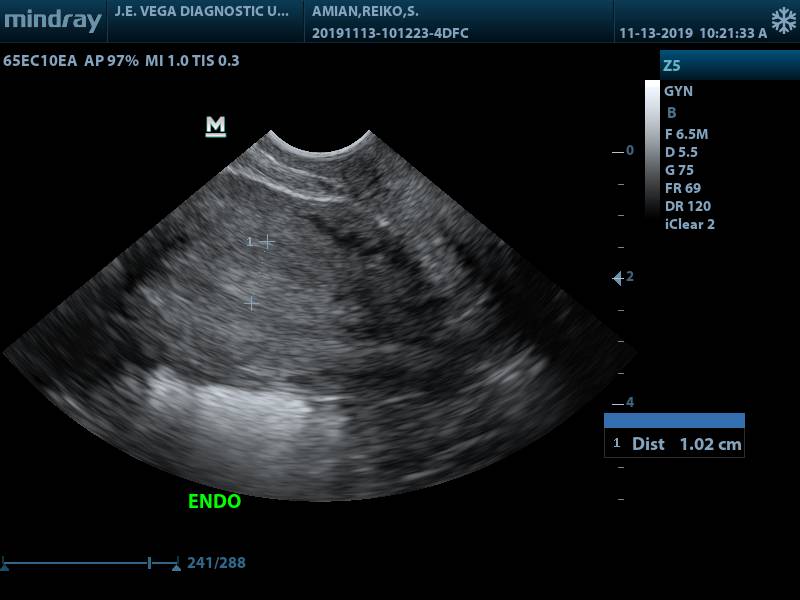 mindray
J.E. VEGA DIAGNOSTIC U...
AMIAN,REIKO,S.
20191113-101223-4DFC
11-13-2019 10:21:33 A
65EC10EA AP 97% MI 1.0 TIS 0.3
Z5
GYN
B
F 6.5M
D 5.5
G 75
FR 69
DR 120
iClear 2
M
0
1
2
4
1 Dist 1.02 cm
ENDO
241/288